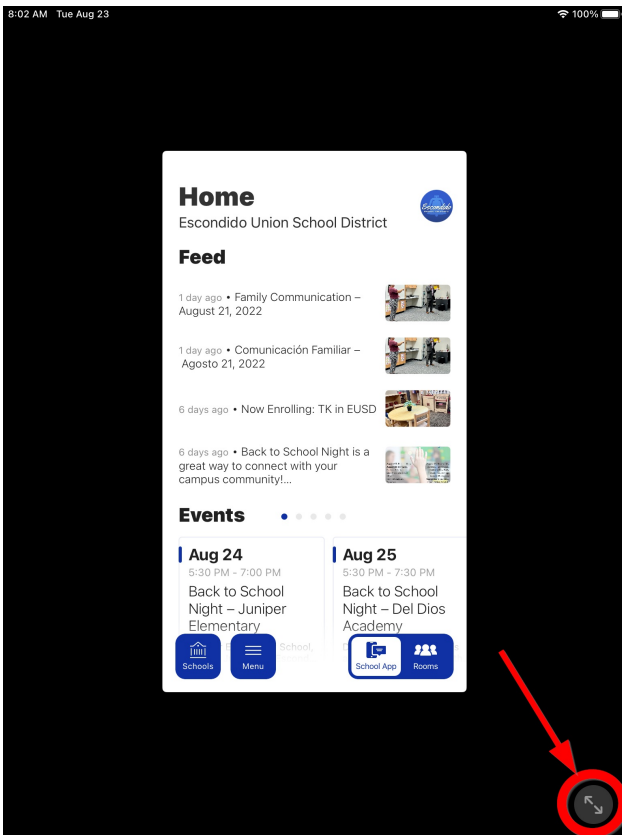 8:02 AM Tue Aug 23
100%
Home
Escondido
Escondido Union School District
Feed
1 day ago • Family Communication –
August 21, 2022
1 day ago • Comunicación Familiar –
Agosto 21, 2022
6 days ago • Now Enrolling: TK in EUSD
6 days ago • Back to School Night is a
great way to connect with your
campus community!...
Events
Aug 24
5:30 PM - 7:00 PM
Back to School
Night – Juniper
Elementary
Aug 25
5:30 PM - 7:30 PM
Back to School
Night – Del Dios
Academy
School,
Schools
Menu
School App
Rooms